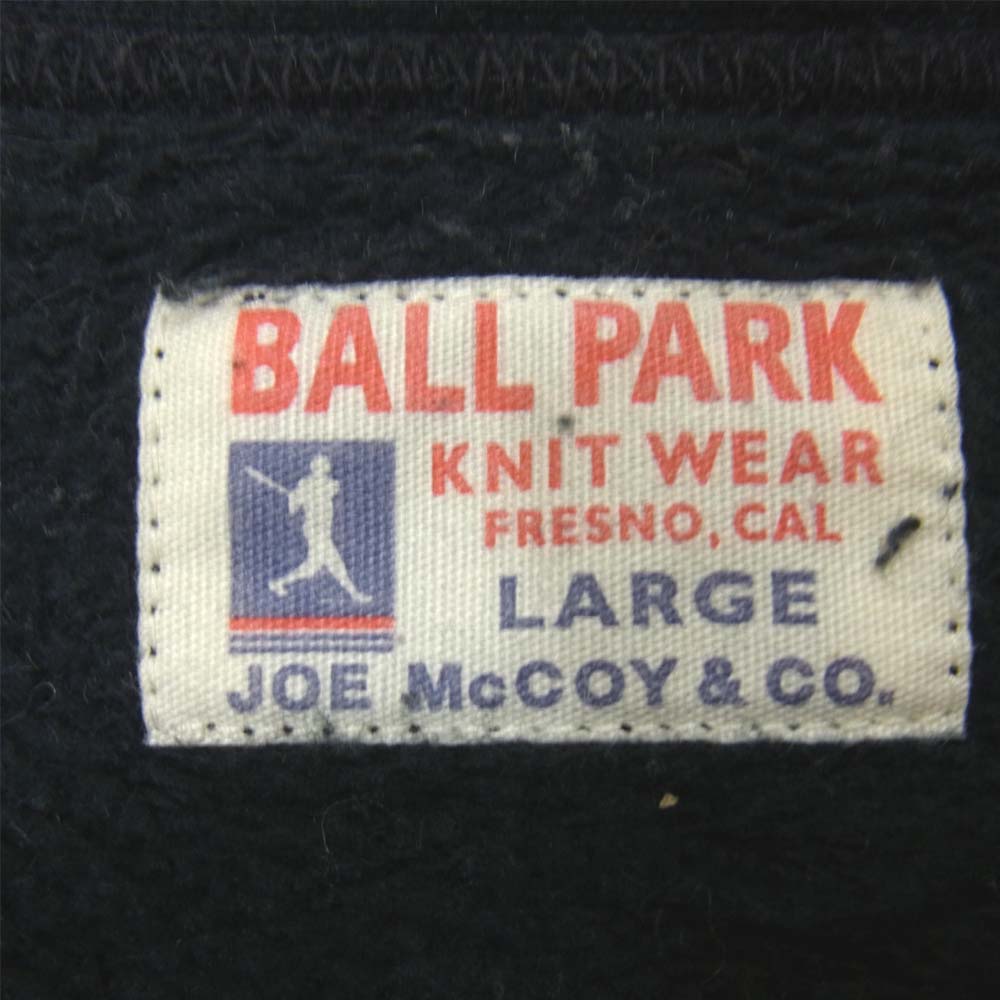 BALL PARK
KNIT WEAR
FRESNO, CAL
LARGE
JOE McCOY & CO.